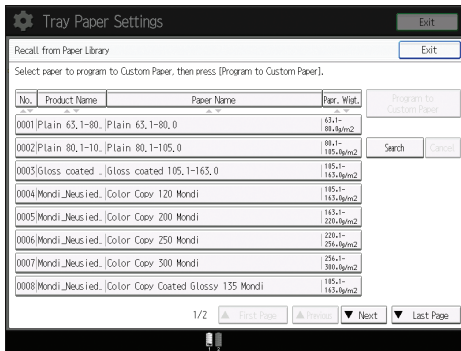 Tray Paper Settings
Exit
Recall from Paper Library
Exit
Select paper to program to Custom Paper, then press [Program to Custom Paper].
No. Product Name Paper Name Papr. Wigt.
Program to
Custom Paper
0001 Plain 63.1-80. Plain 63.1-80.0 63.1-
80.0g/m2
0002 Plain 80.1-10. Plain 80.1-105.0 80.1-
105.0g/m2
Search Cancel
0003 Gloss coated . Gloss coated 105.1-163.0 105.1-
163.0g/m2
0004 Mondi_Neusied. Color Copy 120 Mondi 105.1-
163.0g/m2
0005 Mondi_Neusied. Color Copy 200 Mondi 163.1-
220.0g/m2
0006 Mondi_Neusied. Color Copy 250 Mondi 220.1-
256.0g/m2
0007 Mondi_Neusied. Color Copy 300 Mondi 256.1-
300.0g/m2
0008 Mondi_Neusied. Color Copy Coated Glossy 135 Mondi 105.1-
163.0g/m2
1/2 ▲ First Page ▲ Previous ▼ Next ▼ Last Page
1 2